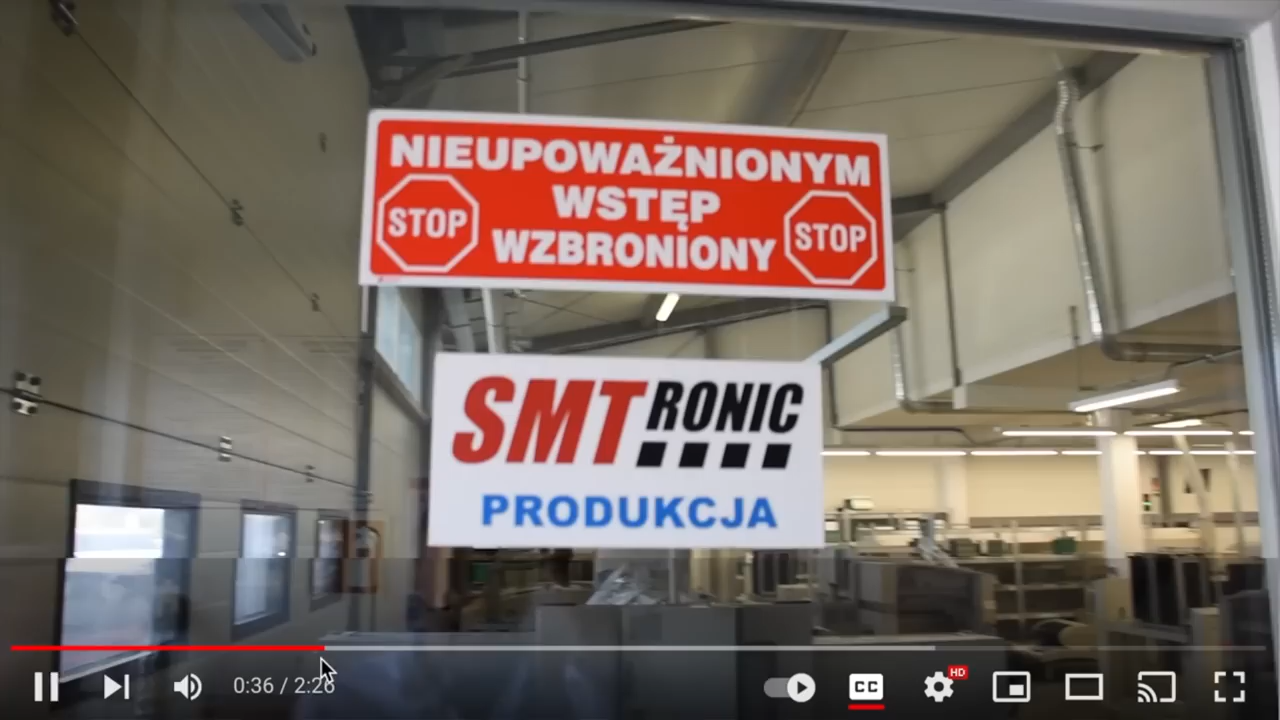 NIEUPOWAŻNIONYM
STOP WSTĘP STOP
WZBRONIONY
SMTRONIC
PRODUKCJA
0:36 / 2:26
CC
HD